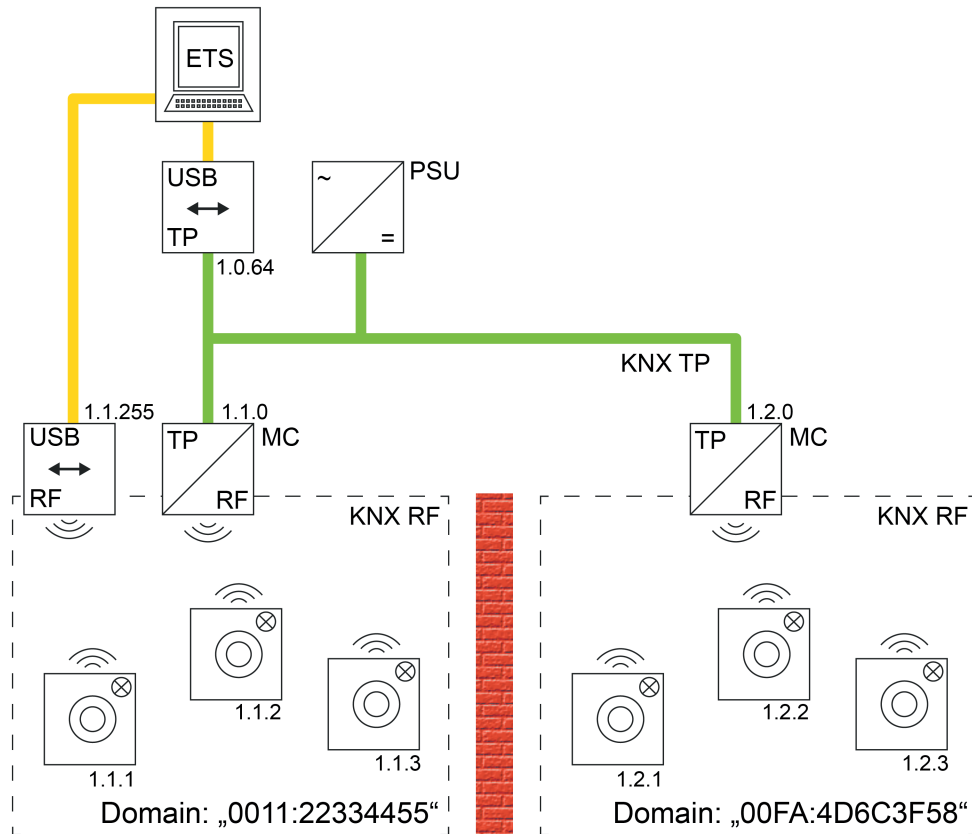 ETS
USB
TP
1.0.64
~
=
PSU
KNX TP
1.1.255
USB
RF
1.1.0
TP
RF
MC
1.2.0
TP
RF
MC
KNX RF
KNX RF
1.1.1
1.1.2
1.1.3
1.2.1
1.2.2
1.2.3
Domain: „0011:22334455“
Domain: „00FA:4D6C3F58“